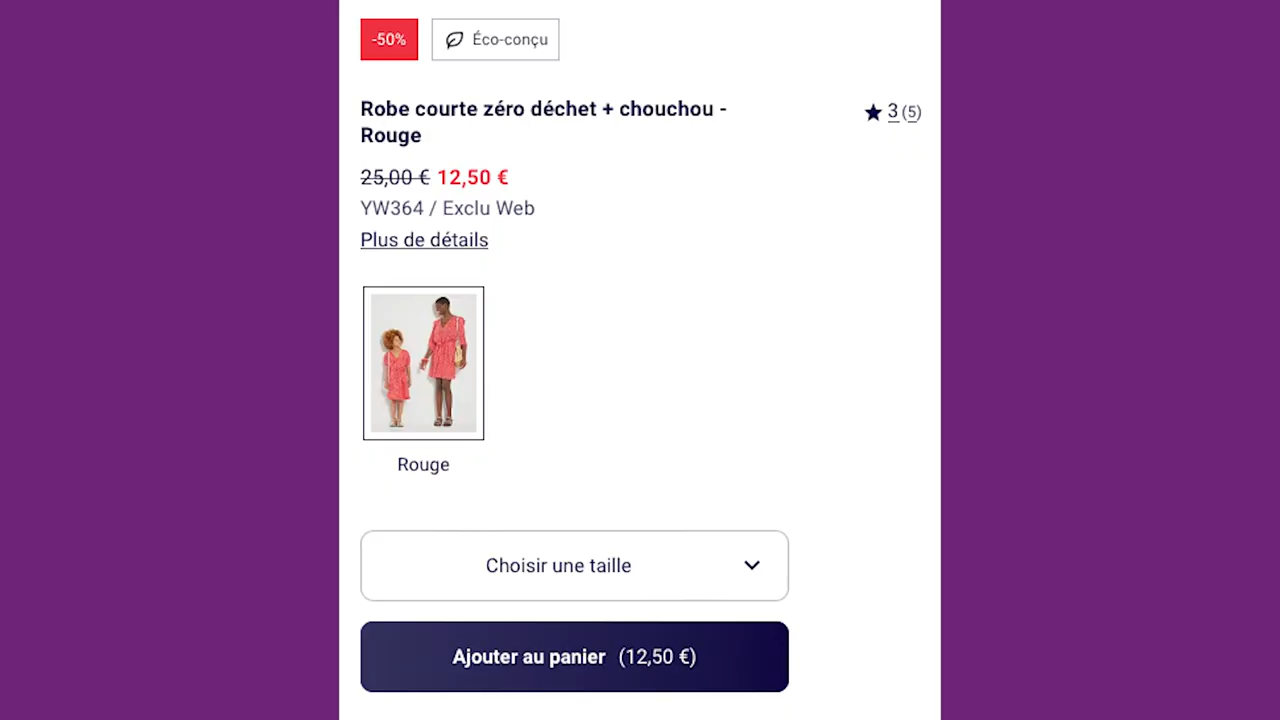 -50%
Éco-conçu
Robe courte zéro déchet + chouchou -
Rouge
3 (5)
25,00 € 12,50 €
YW364 / Exclu Web
Plus de détails
Rouge
Choisir une taille
Ajouter au panier (12,50 €)